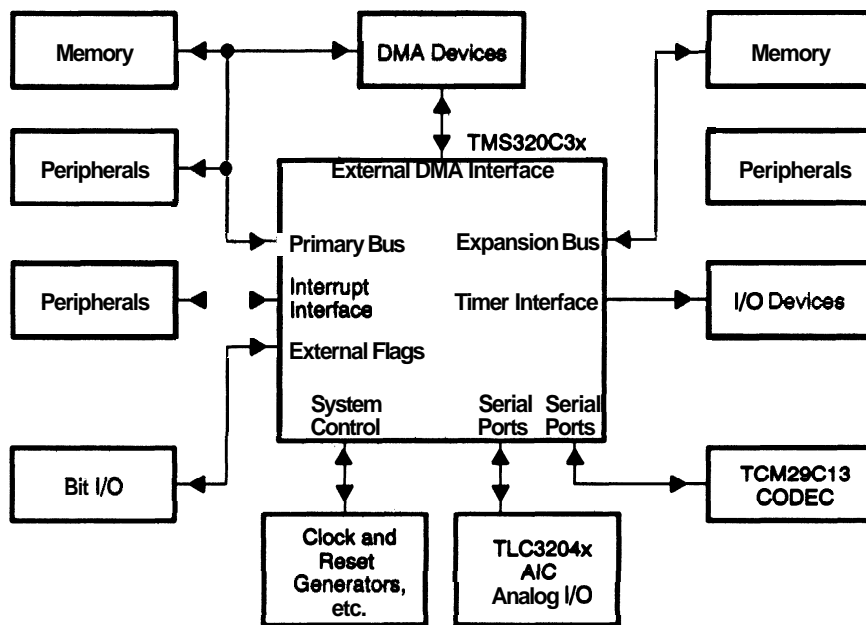 Memory
DMA Devices
Memory
TMS320C3x
Peripherals
External DMA Interface
Peripherals
Primary Bus
Expansion Bus
Peripherals
Interrupt
Interface
Timer Interface
I/O Devices
External Flags
System
Control
Serial
Ports
Serial
Ports
Bit I/O
TCM29C13
CODEC
Clock and
Reset
Generators,
etc.
TLC3204x
AIC
Analog I/O